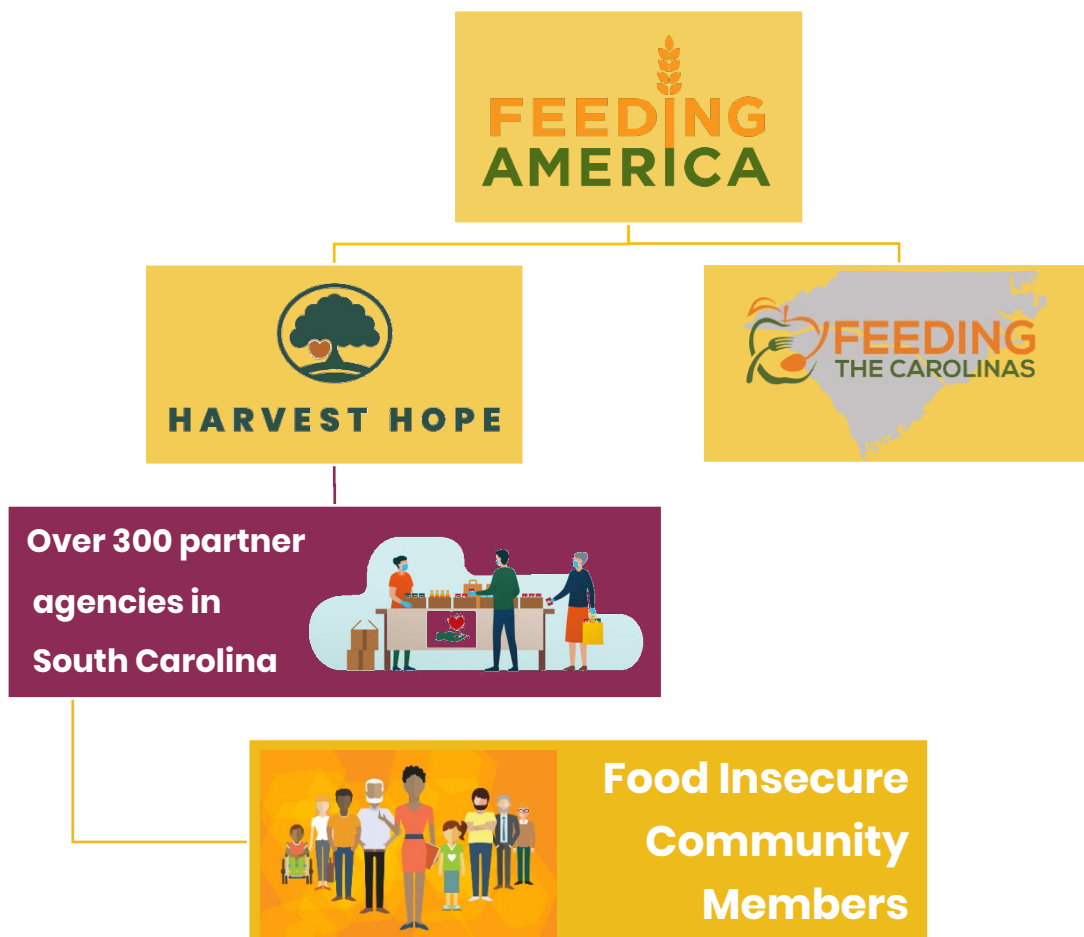 FEEDING
AMERICA
HARVEST HOPE
FEEDING
THE CAROLINAS
Over 300 partner
agencies in
South Carolina
Food Insecure
Community
Members